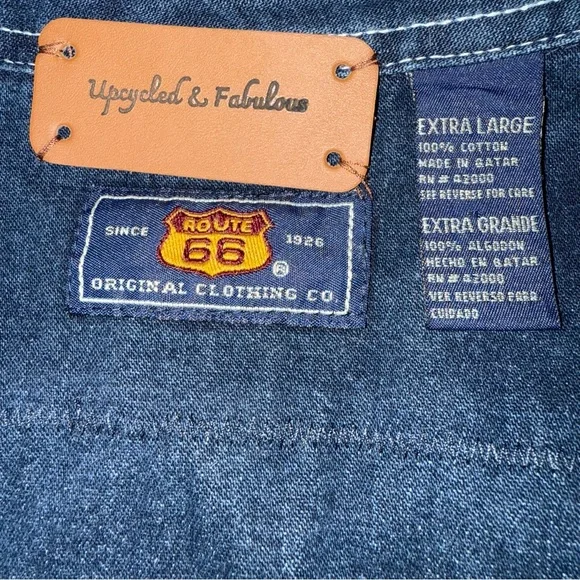 Upcycled & Fabulous
SINCE ROUTE 66 1926
®
ORIGINAL CLOTHING CO
EXTRA LARGE
100% COTTON
MADE IN QATAR
RN # 42000
SEE REVERSE FOR CARE
EXTRA GRANDE
100% ALGODON
HECHO EN QATAR
RN # 42000
VER REVERSO PARA
CUIDADO